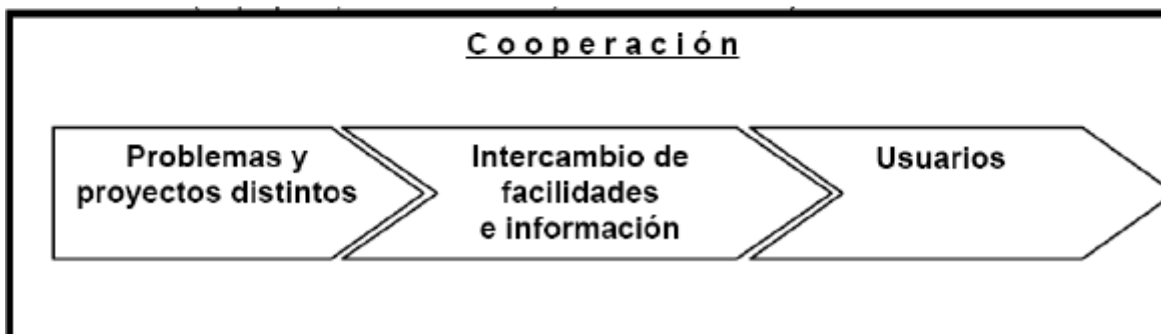 Cooperación
Problemas y
proyectos distintos
Intercambio de
facilidades
e información
Usuarios